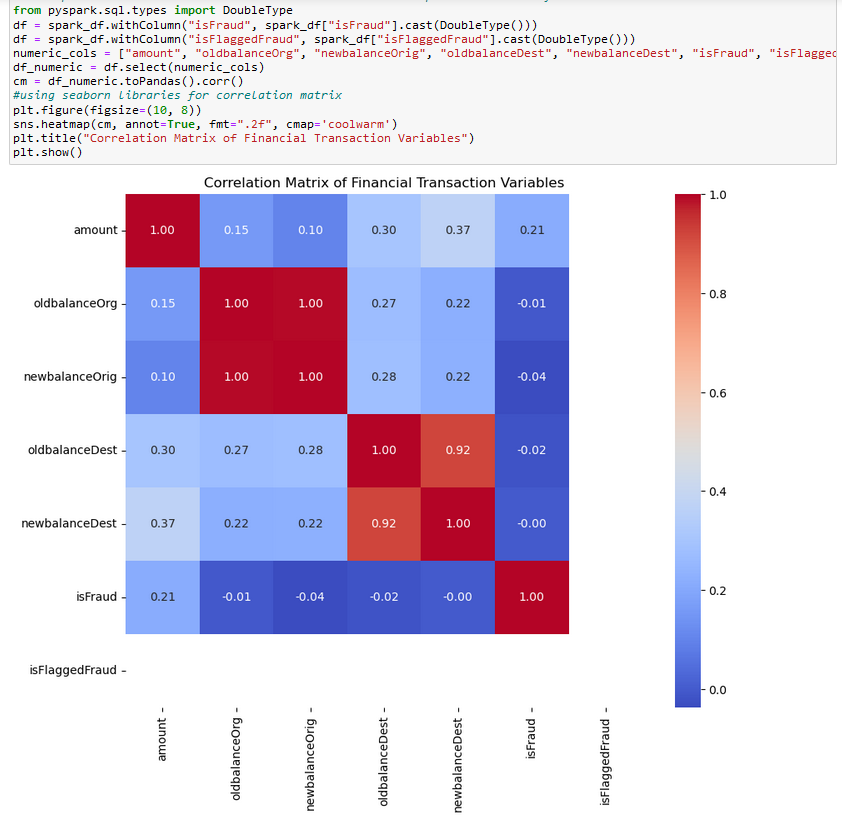 from pyspark.sql.types import DoubleType
df = spark_df.withColumn("isFraud", spark_df["isFraud"].cast(DoubleType()))
df = spark_df.withColumn("isFlaggedFraud", spark_df["isFlaggedFraud"].cast(DoubleType()))
numeric_cols = ["amount", "oldbalanceOrg", "newbalanceOrig", "oldbalanceDest", "newbalanceDest", "isFraud", "isFlagged
df_numeric = df.select(numeric_cols)
cm = df_numeric.toPandas().corr()
#using seaborn libraries for correlation matrix
plt.figure(figsize=(10, 8))
sns.heatmap(cm, annot=True, fmt=".2f", cmap='coolwarm')
plt.title("Correlation Matrix of Financial Transaction Variables")
plt.show()
Correlation Matrix of Financial Transaction Variables
amount 1.00 0.15 0.10 0.30 0.37 0.21
oldbalanceOrg 0.15 1.00 1.00 0.27 0.22 -0.01
newbalanceOrig 0.10 1.00 1.00 0.28 0.22 -0.04
oldbalanceDest 0.30 0.27 0.28 1.00 0.92 -0.02
newbalanceDest 0.37 0.22 0.22 0.92 1.00 -0.00
isFraud 0.21 -0.01 -0.04 -0.02 -0.00 1.00
isFlaggedFraud
amount
oldbalanceOrg
newbalanceOrig
oldbalanceDest
newbalanceDest
isFraud
isFlaggedFraud
1.0
0.8
0.6
0.4
0.2
0.0